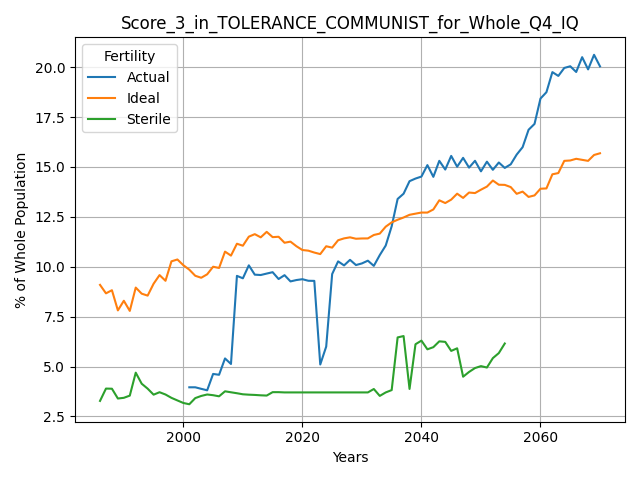 Score_3_in_TOLERANCE_COMMUNIST_for_Whole_Q4_IQ
Fertility
Actual
Ideal
Sterile
% of Whole Population
20.0
17.5
15.0
12.5
10.0
7.5
5.0
2.5
2000
2020
2040
2060
Years